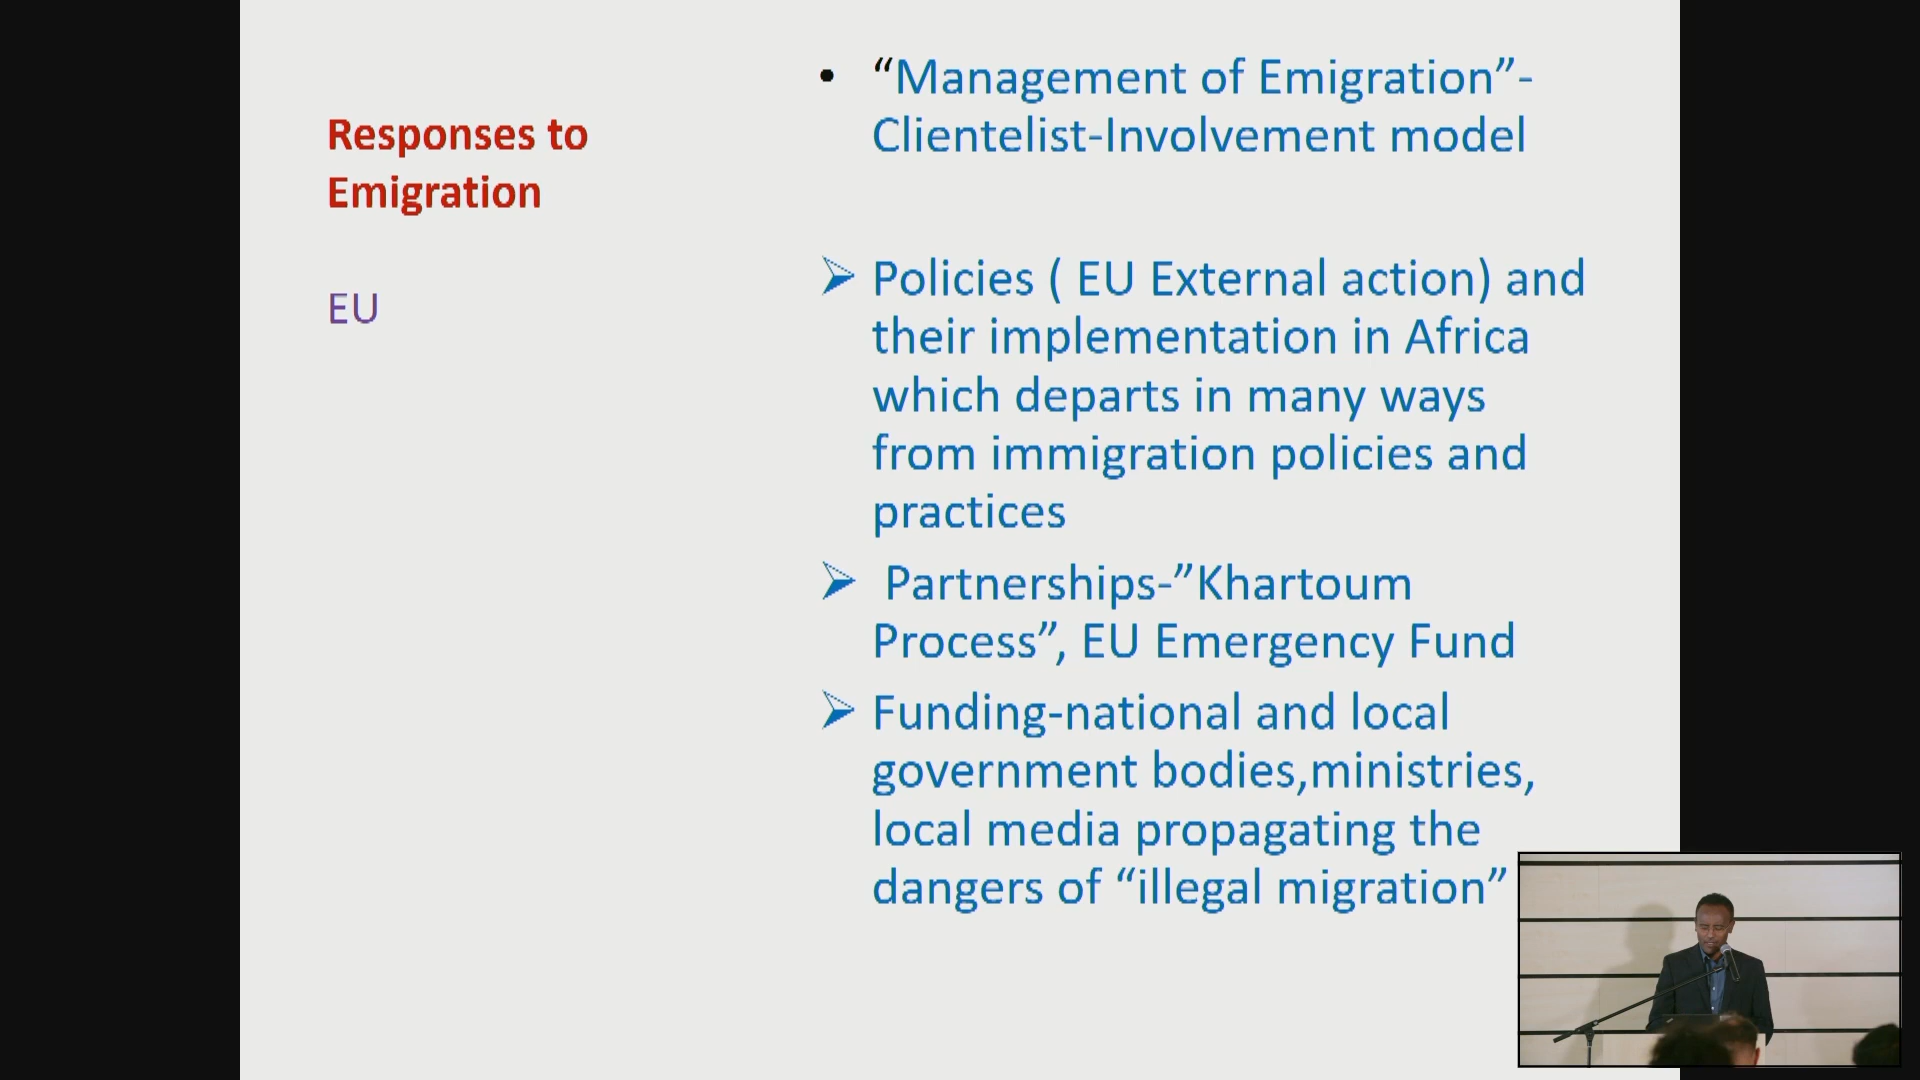 Responses to
Emigration
EU
• “Management of Emigration”-
Clientelist-Involvement model
➢ Policies ( EU External action) and
their implementation in Africa
which departs in many ways
from immigration policies and
practices
➢ Partnerships-”Khartoum
Process”, EU Emergency Fund
➢ Funding-national and local
government bodies,ministries,
local media propagating the
dangers of “illegal migration”